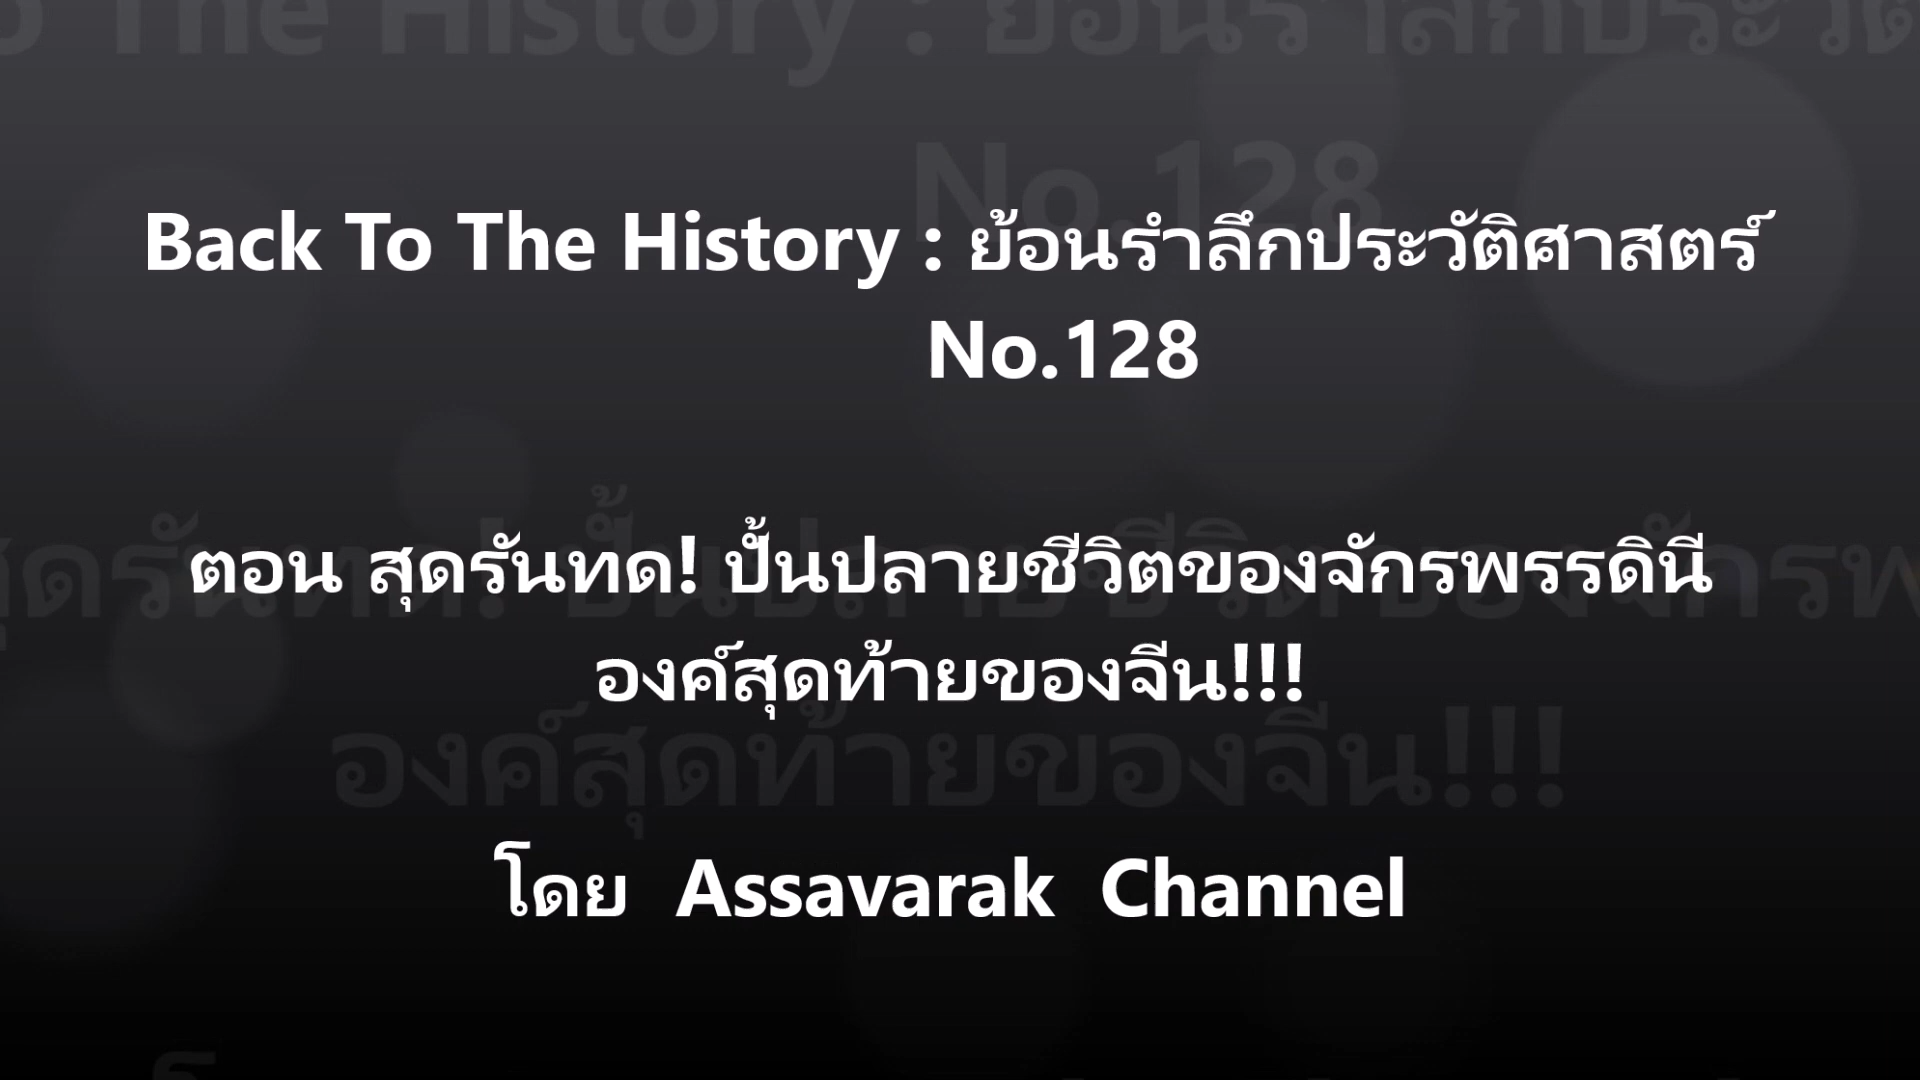 Back To The History : ย้อนรำลึกประวัติศาสตร์
No.128
ตอน สุดรันทด! ปั้นปลายชีวิตของจักรพรรดินี
องค์สุดท้ายของจีน!!!
โดย Assavarak Channel